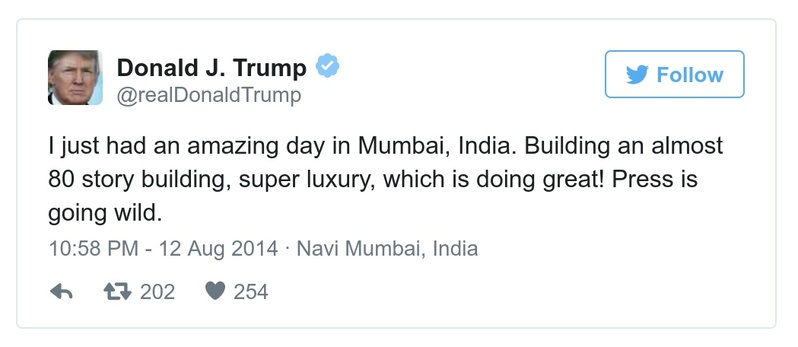 Donald J. Trump
@realDonaldTrump
Follow
I just had an amazing day in Mumbai, India. Building an almost
80 story building, super luxury, which is doing great! Press is
going wild.
10:58 PM - 12 Aug 2014 · Navi Mumbai, India
202 254